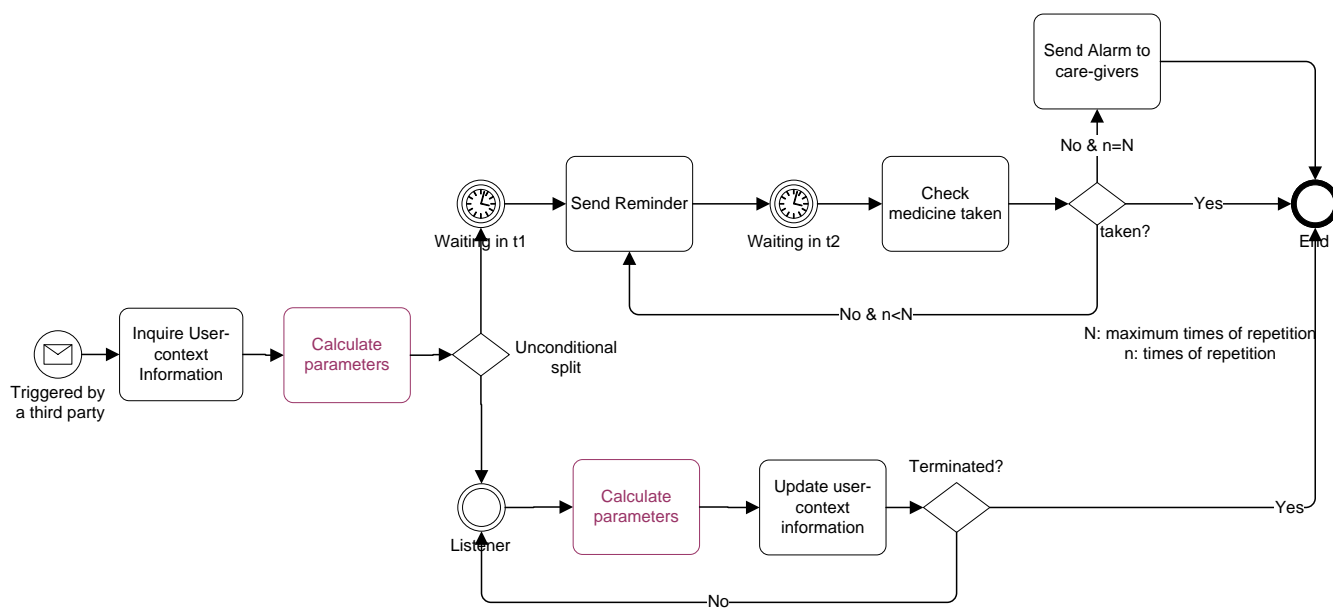 Send Alarm to
care-givers
No & n=N
Send Reminder
Check
medicine taken
Yes
Waiting in t1
Waiting in t2
taken?
End
No & n<N
Inquire User-
context
Information
Calculate
parameters
Unconditional
split
N: maximum times of repetition
n: times of repetition
Triggered by
a third party
Terminated?
Calculate
parameters
Update user-
context
information
Yes
Listener
No